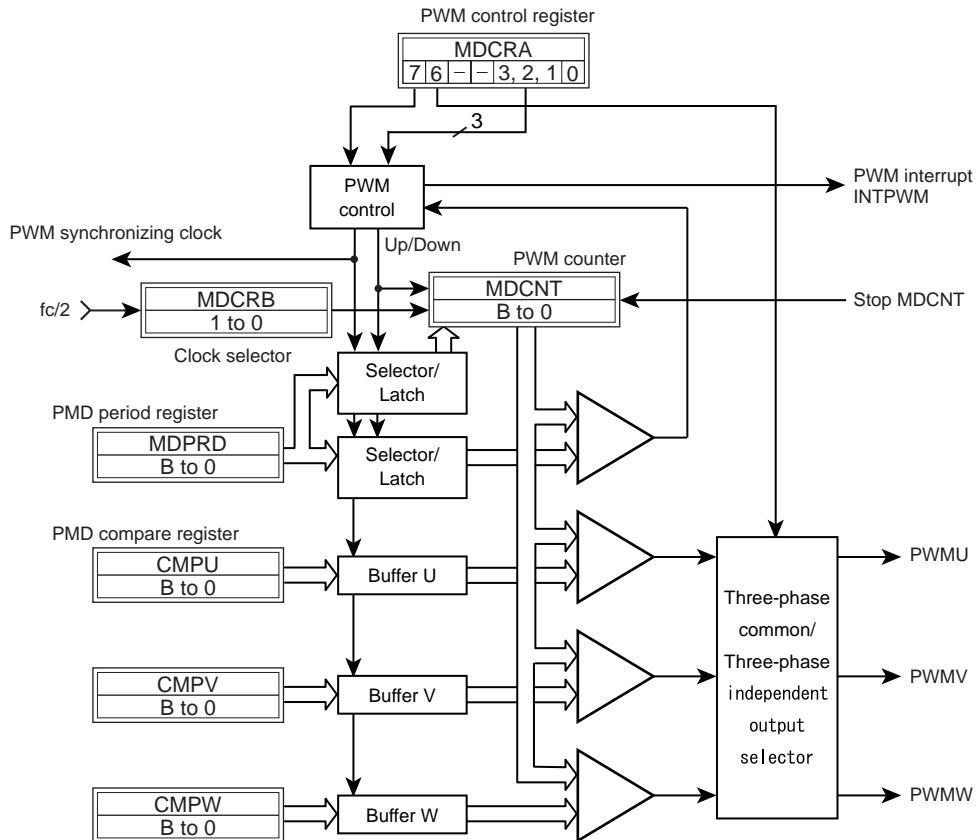 PWM control register
MDCRA
7 6 – – 3, 2, 1 0
3
PWM
control
PWM interrupt
INTPWM
PWM synchronizing clock
Up/Down
PWM counter
fc/2
MDCRB
1 to 0
MDCNT
B to 0
Stop MDCNT
Clock selector
Selector/
Latch
PMD period register
MDPRD
B to 0
Selector/
Latch
PMD compare register
CMPU
B to 0
Buffer U
PWMU
Three-phase
common/
Three-phase
independent
output
selector
CMPV
B to 0
Buffer V
PWMV
CMPW
B to 0
Buffer W
PWMW